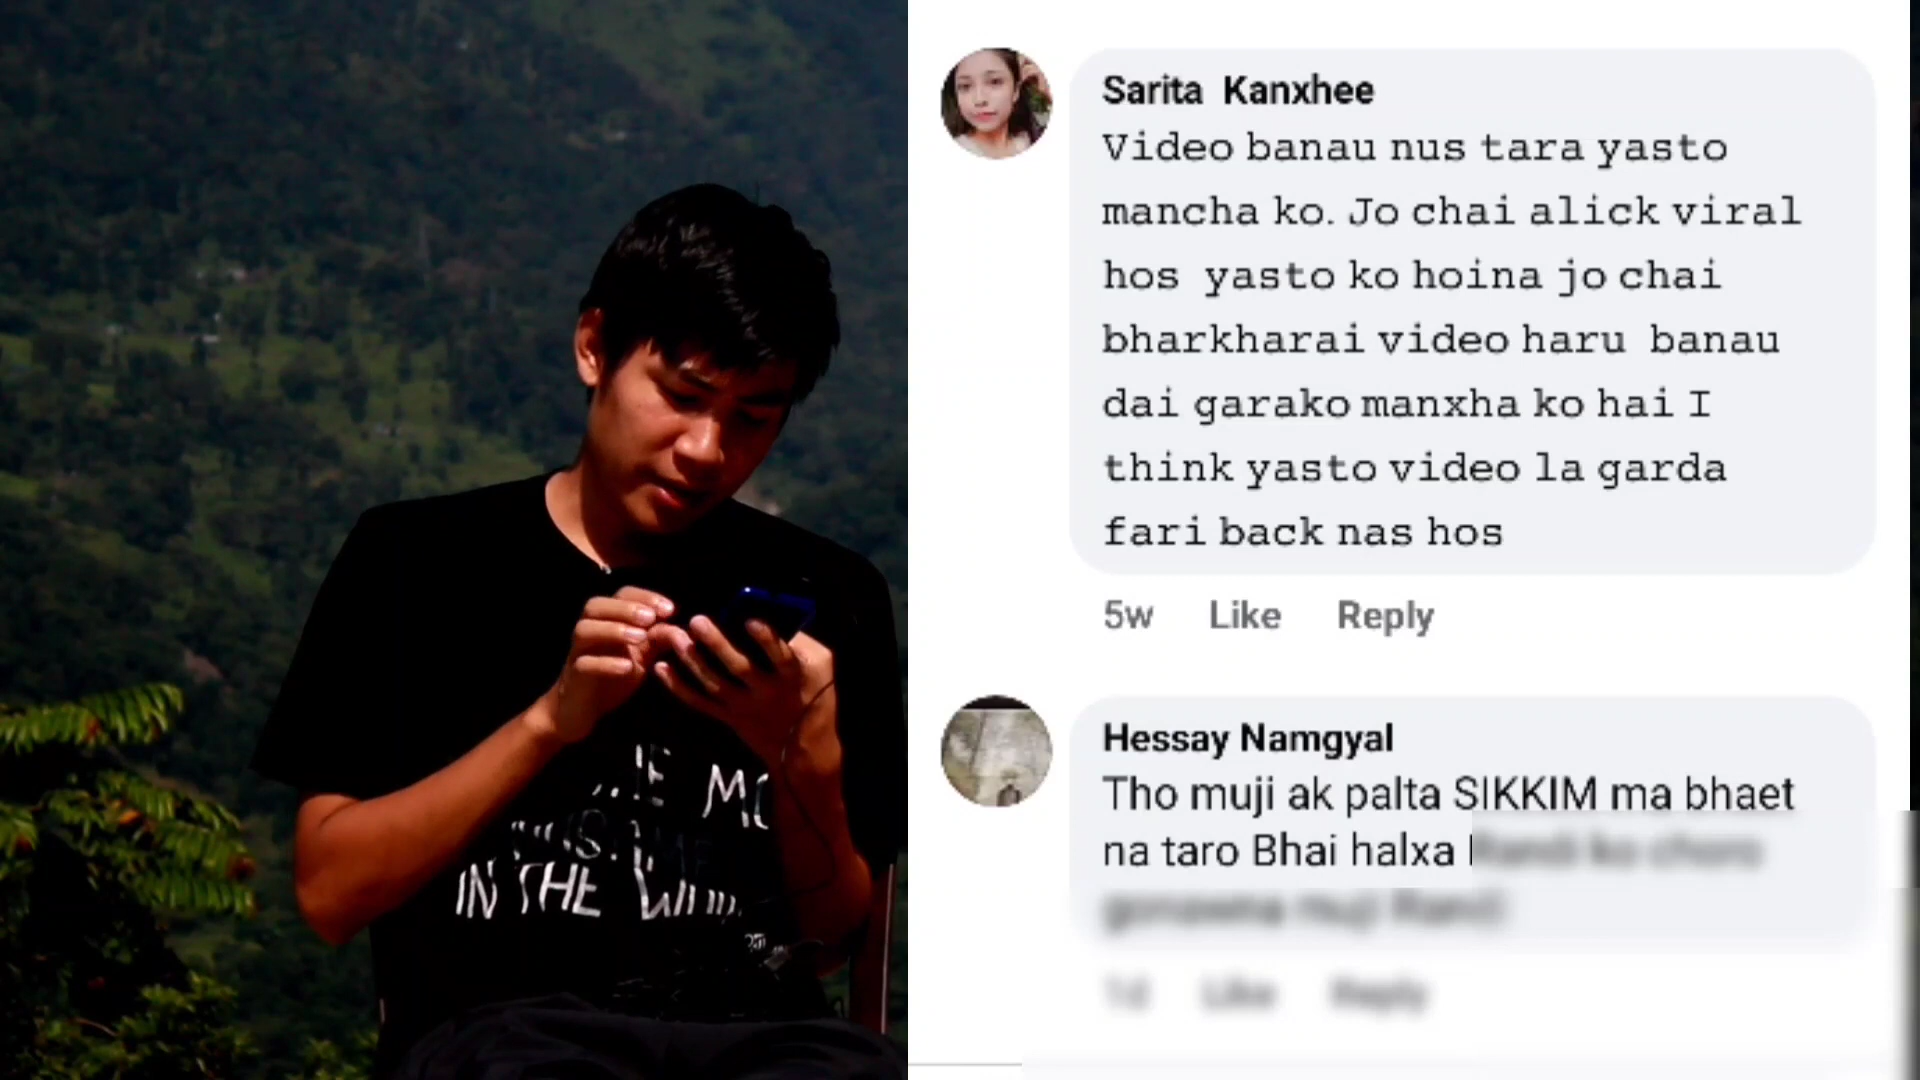 Sarita Kanxhee
Video banau nus tara yasto
mancha ko. Jo chai alick viral
hos yasto ko hoina jo chai
bharkharai video haru banau
dai garako manxha ko hai I
think yasto video la garda
fari back nas hos
5w Like Reply
Hessay Namgyal
Tho muji ak palta SIKKIM ma bhaet
na taro Bhai halxa
Like Reply
IN THE